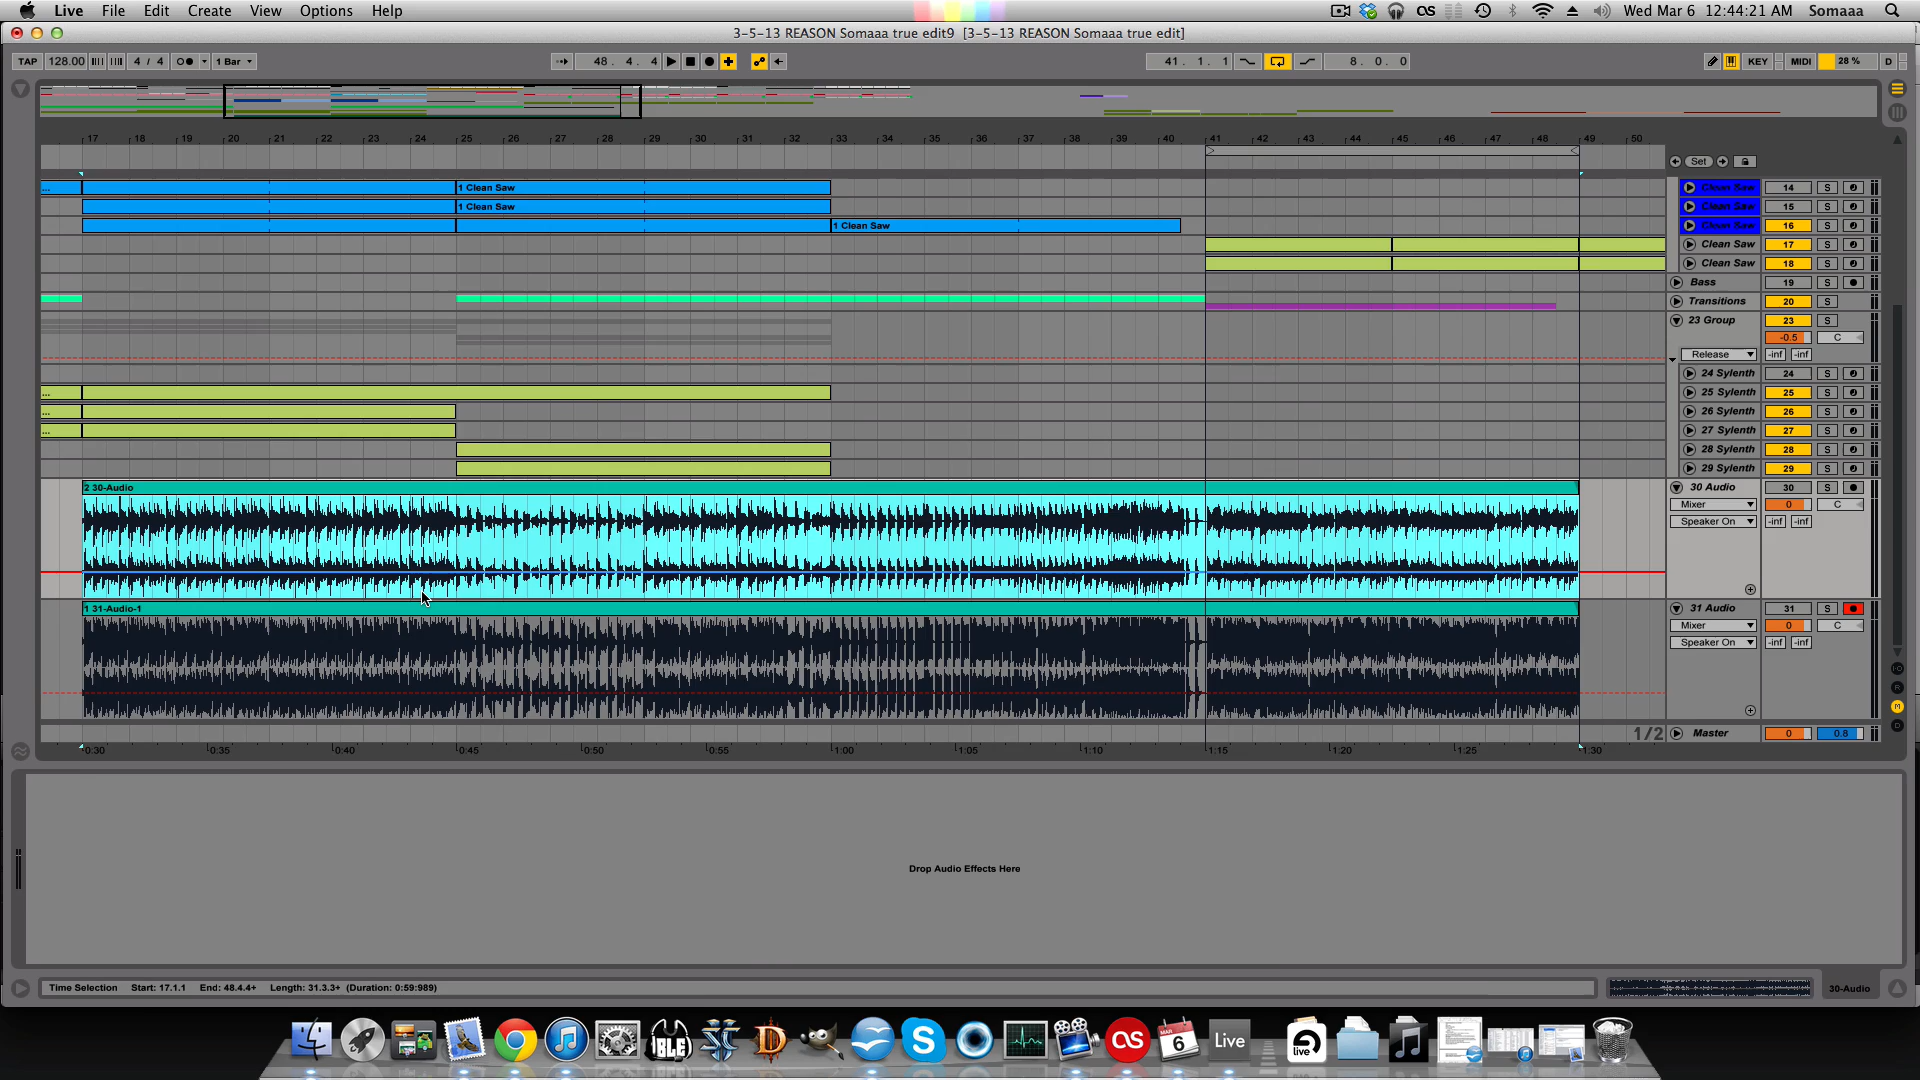 Live File Edit Create View Options Help Wed Mar 6 12:44:21 AM Somaaa
3-5-13 REASON Somaaa true edit9 [3-5-13 REASON Somaaa true edit]
TAP 128.00 4 / 4 1 Bar 48. 4. 4 41. 1. 1 8. 0. 0 KEY MIDI 28 % D
17 18 19 20 21 22 23 24 25 26 27 28 29 30 31 32 33 34 35 36 37 38 39 40 41 42 43 44 45 46 47 48 49 50
Set
... 1 Clean Saw Clean Saw 14 S
1 Clean Saw Clean Saw 15 S
1 Clean Saw Clean Saw 16 S
Clean Saw 17 S
Clean Saw 18 S
Bass 19 S
Transitions 20 S
23 Group 23 S
-0.5 C
Release -inf -inf
24 Sylenth 24 S
... 25 Sylenth 25 S
... 26 Sylenth 26 S
... 27 Sylenth 27 S
28 Sylenth 28 S
29 Sylenth 29 S
2 30-Audio 30 Audio 30 S
Mixer 0 C
Speaker On -inf -inf
1 31-Audio-1 31 Audio 31 S
Mixer 0 C
Speaker On -inf -inf
1/2 Master 0 0.8
0:30 0:35 0:40 0:45 0:50 0:55 1:00 1:05 1:10 1:15 1:20 1:25 1:30
Drop Audio Effects Here
Time Selection Start: 17.1.1 End: 48.4.4+ Length: 31.3.3+ (Duration: 0:59:989) 30-Audio
IBLE S MAR 6 Live live